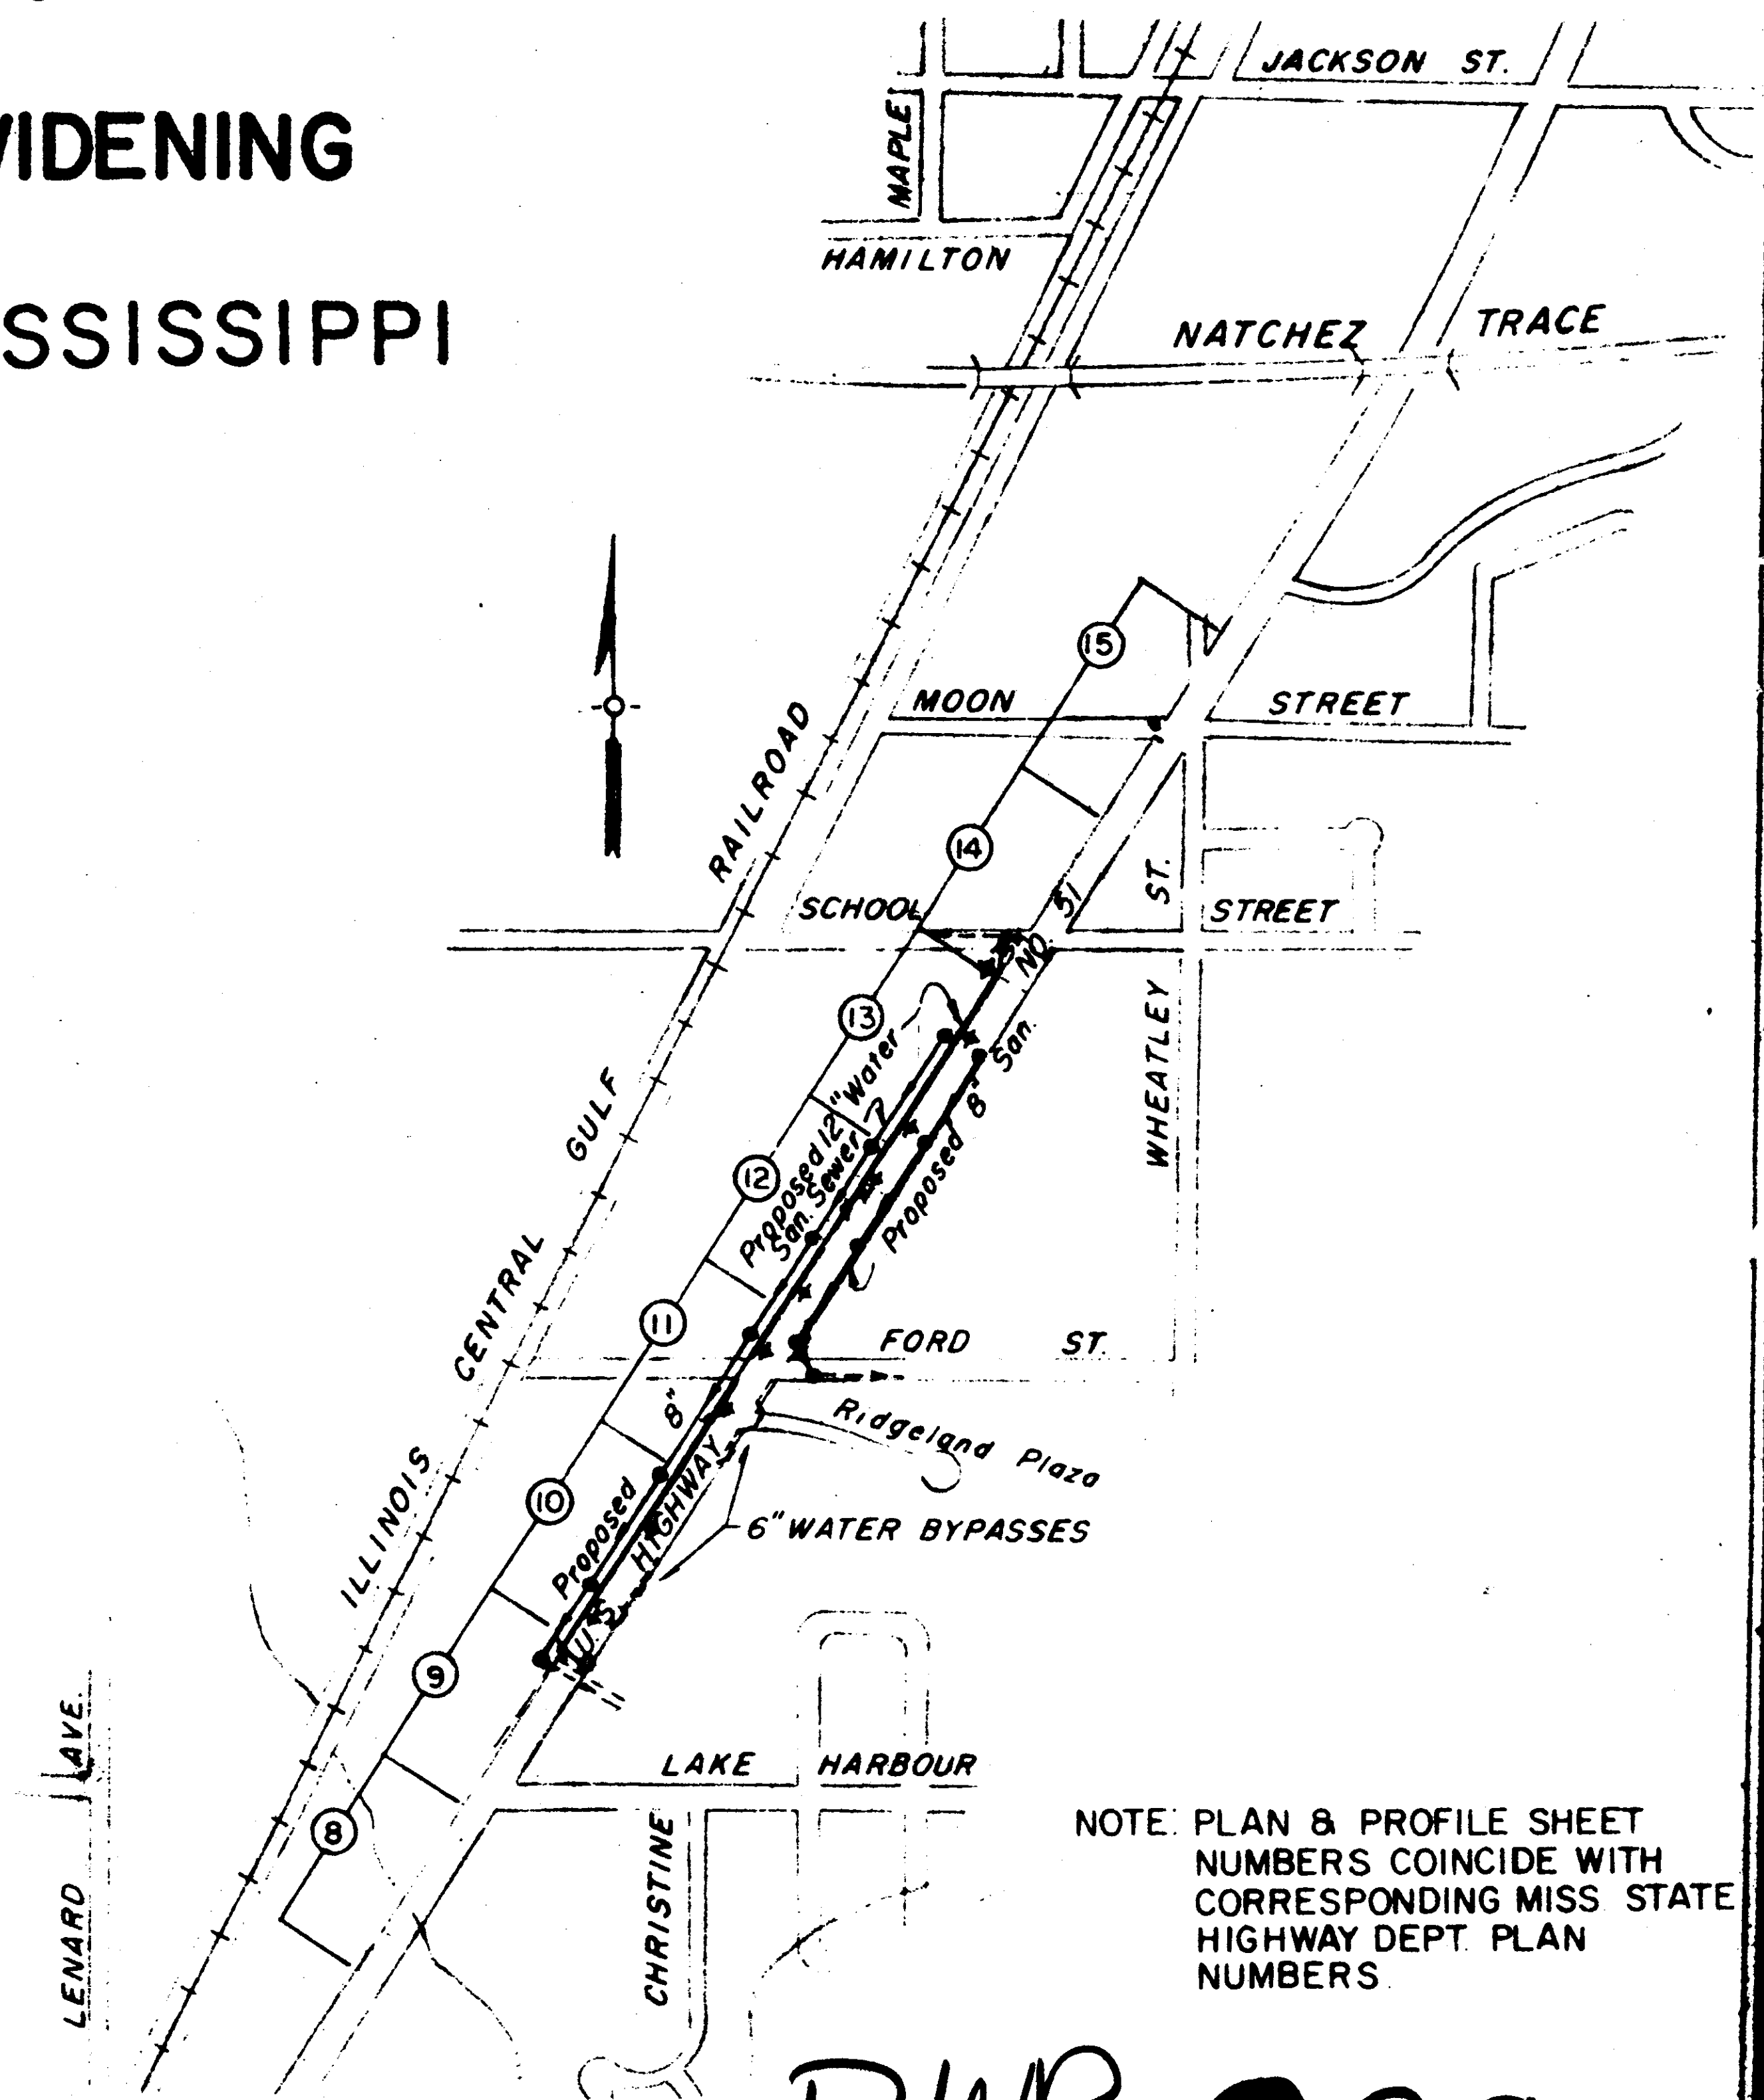 JACKSON ST.
WIDENING
MAPLE
HAMILTON
SSISSIPPI
NATCHEZ TRACE
15
MOON STREET
RAILROAD
14
ST.
51
SCHOOL STREET
NO.
13
San.
WHEATLEY
Proposed 12" Water
San. Sewer
GULF
8"
Proposed
12
CENTRAL
11
FORD ST.
8"
Ridgeland Plaza
ILLINOIS
10
Proposed
HIGHWAY
6" WATER BYPASSES
U.S.
9
AVE.
LAKE HARBOUR
8
LENARD
CHRISTINE
NOTE: PLAN & PROFILE SHEET
NUMBERS COINCIDE WITH
CORRESPONDING MISS. STATE
HIGHWAY DEPT. PLAN
NUMBERS.